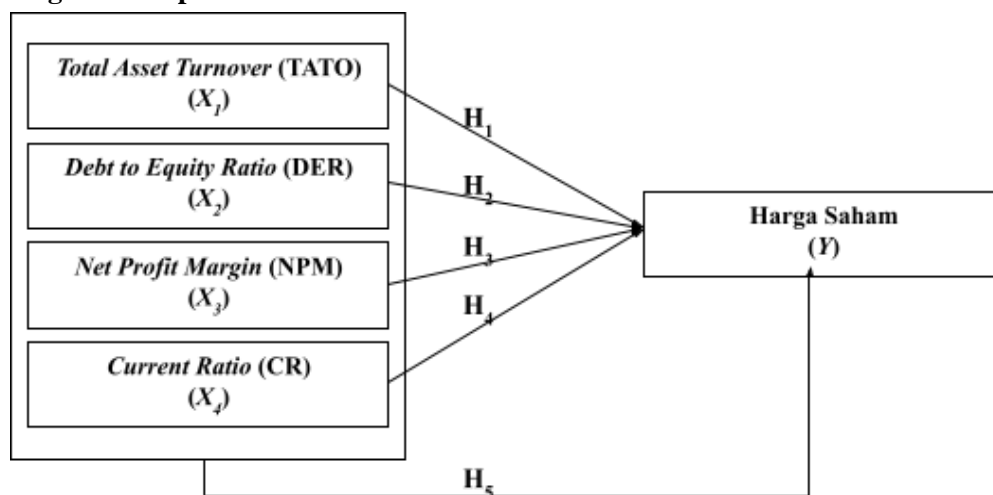 Total Asset Turnover (TATO)
(X₁)
H₁
Debt to Equity Ratio (DER)
(X₂)
H₂
Harga Saham
(Y)
Net Profit Margin (NPM)
(X₃)
H₃
H₄
Current Ratio (CR)
(X₄)
H₅